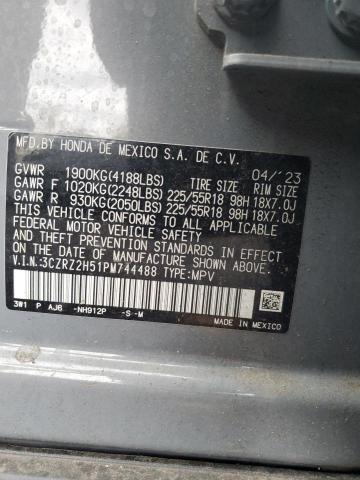 MFD.BY HONDA DE MEXICO S.A. DE C.V.
04/'23
GVWR 1900KG(4188LBS) TIRE SIZE RIM SIZE
GAWR F 1020KG(2248LBS) 225/55R18 98H 18X7.0J
GAWR R 930KG(2050LBS) 225/55R18 98H 18X7.0J
THIS VEHICLE CONFORMS TO ALL APPLICABLE
FEDERAL MOTOR VEHICLE SAFETY AND THEFT
PREVENTION STANDARDS IN EFFECT ON THE DATE
OF MANUFACTURE SHOWN ABOVE.
V.I.N.:3CZRZ2H51PM744488 TYPE:MPV
3W1 P AJ6 -NH912P -S-M
MADE IN MEXICO